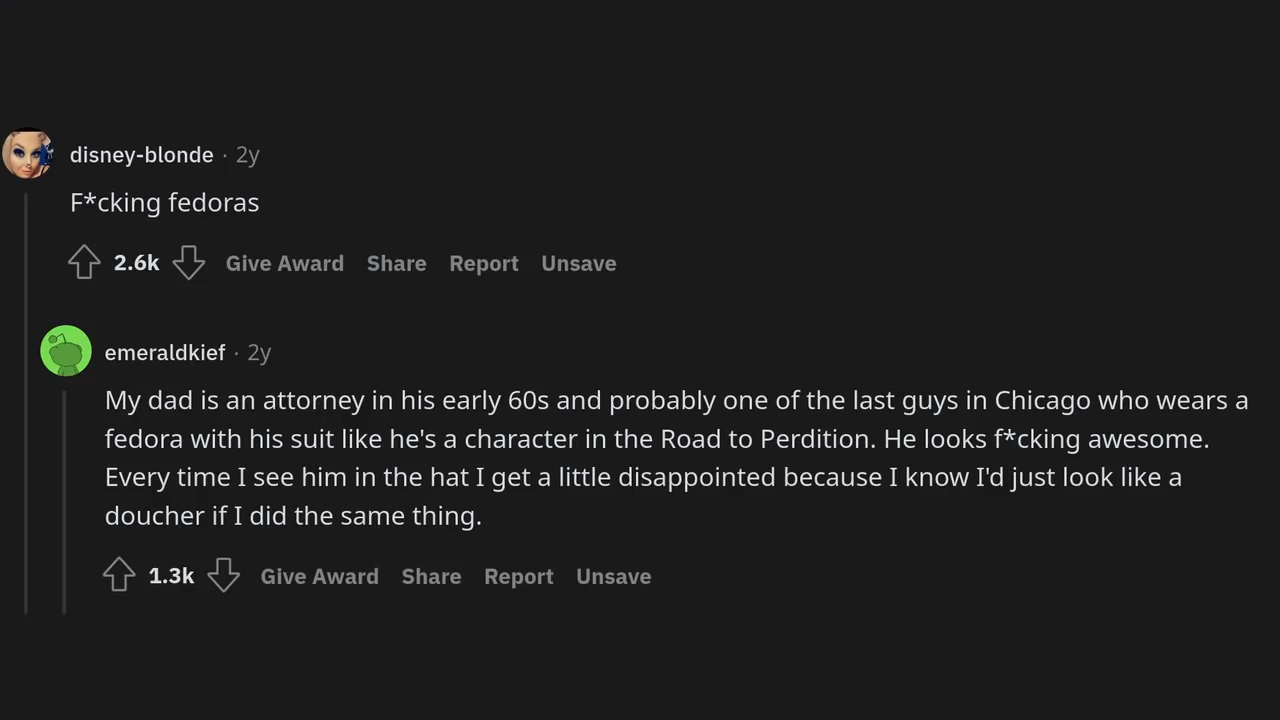 disney-blonde · 2y
F*cking fedoras
2.6k Give Award Share Report Unsave
emeraldkief · 2y
My dad is an attorney in his early 60s and probably one of the last guys in Chicago who wears a
fedora with his suit like he's a character in the Road to Perdition. He looks f*cking awesome.
Every time I see him in the hat I get a little disappointed because I know I'd just look like a
doucher if I did the same thing.
1.3k Give Award Share Report Unsave